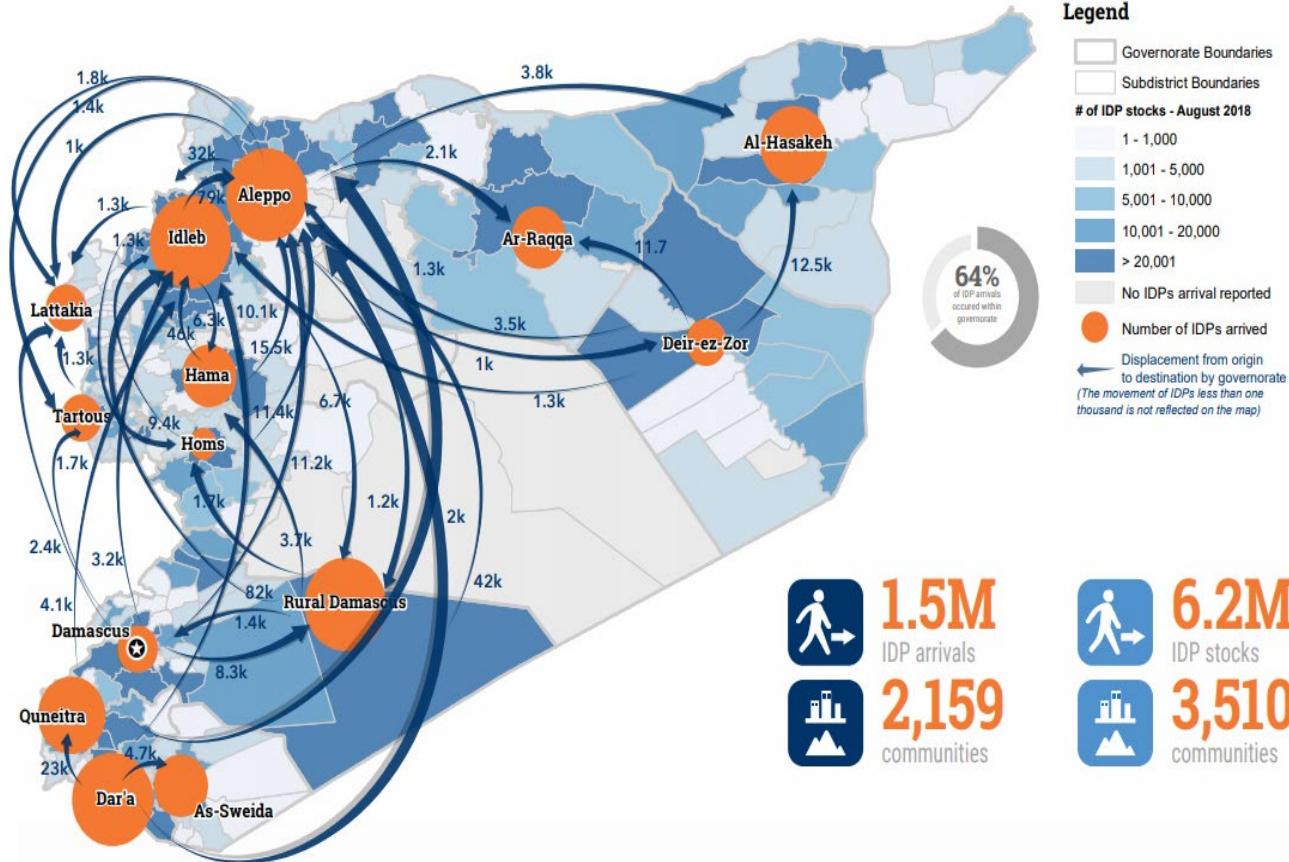 Legend
Governorate Boundaries
Subdistrict Boundaries
# of IDP stocks - August 2018
1 - 1,000
1,001 - 5,000
5,001 - 10,000
10,001 - 20,000
> 20,001
No IDPs arrival reported
Number of IDPs arrived
Displacement from origin
to destination by governorate
(The movement of IDPs less than one
thousand is not reflected on the map)
1.8k
3.8k
1.4k
1k
32k
2.1k
Al-Hasakeh
79k
Aleppo
1.3k
Idleb
1.3k
Ar-Raqqa
11.7
1.3k
12.5k
64%
of IDP arrivals
occured within
governorate
Lattakia
6.3k
10.1k
46k
3.5k
Deir-ez-Zor
15.5k
1.3k
1k
Hama
1.3k
6.7k
Tartous
9.4k
11.4k
Homs
1.7k
11.2k
1.7k
1.2k
2k
3.7k
2.4k
3.2k
42k
82k
Rural Damascus
4.1k
1.4k
Damascus
8.3k
Quneitra
4.7k
23k
Dar'a
As-Sweida
1.5M
IDP arrivals
2,159
communities
6.2M
IDP stocks
3,510
communities